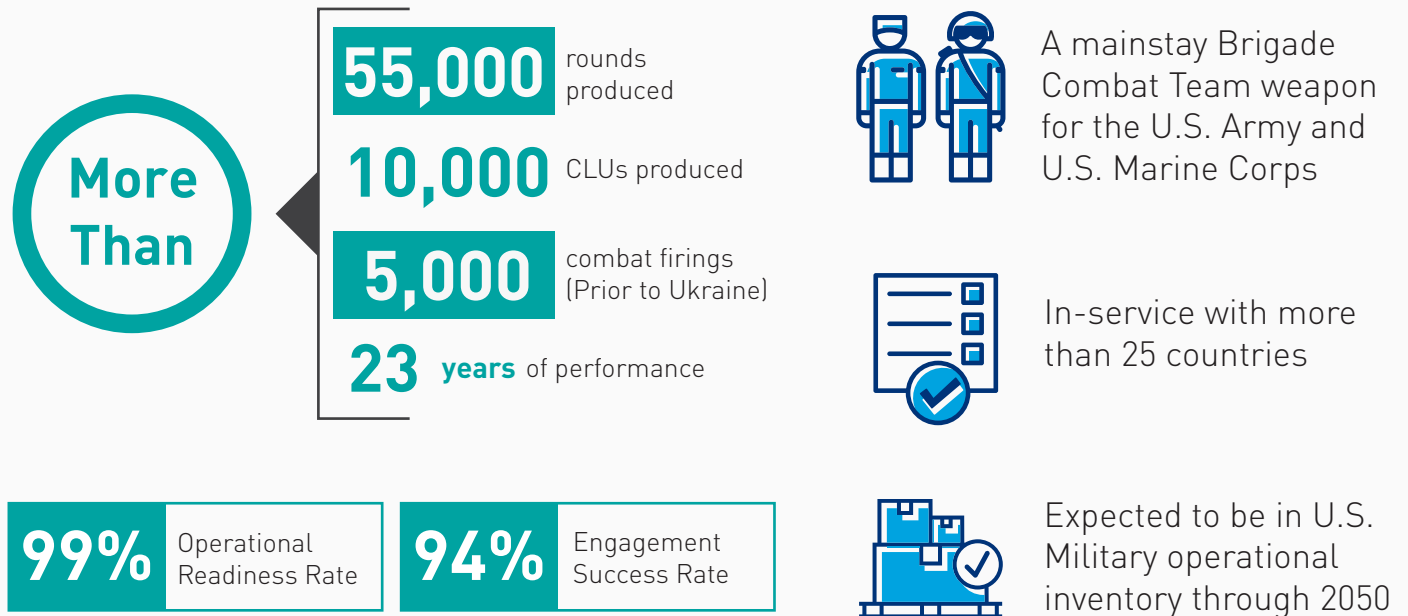 More
Than
55,000 rounds
produced
10,000 CLUs produced
5,000 combat firings
(Prior to Ukraine)
23 years of performance
99% Operational
Readiness Rate
94% Engagement
Success Rate
A mainstay Brigade
Combat Team weapon
for the U.S. Army and
U.S. Marine Corps
In-service with more
than 25 countries
Expected to be in U.S.
Military operational
inventory through 2050